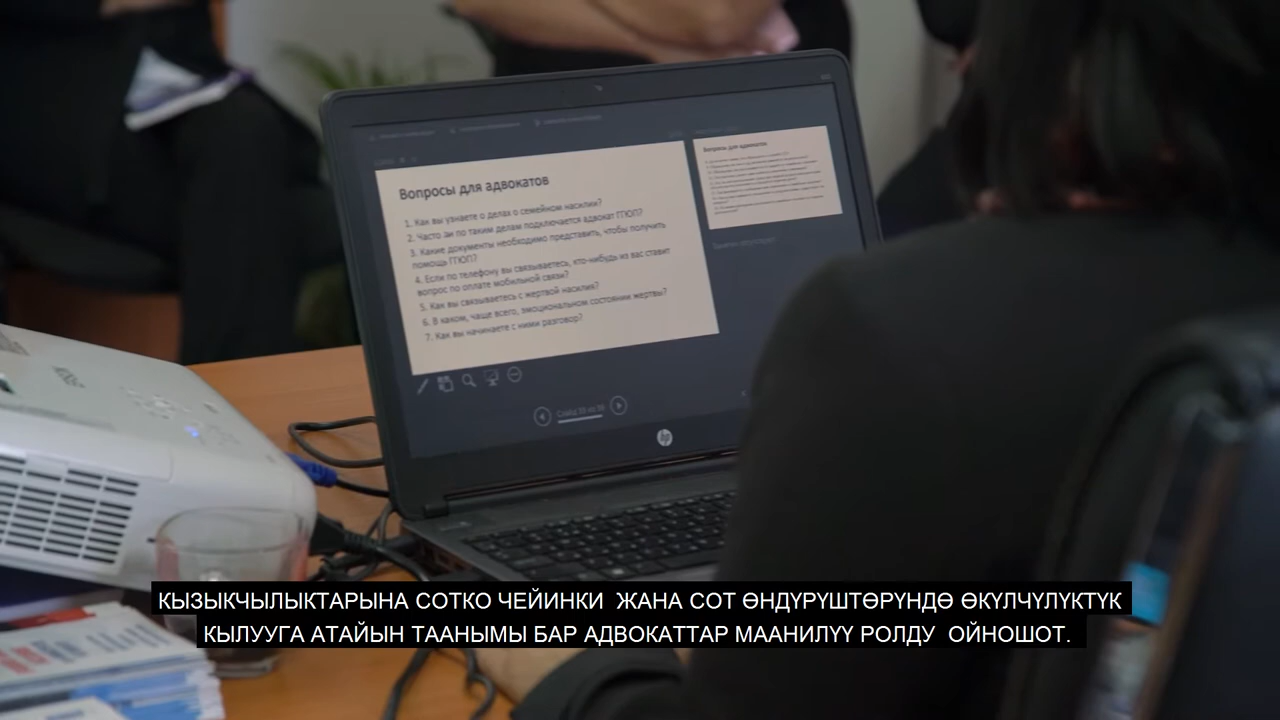 Вопросы для адвокатов
1. Как вы узнаете о делах о семейном насилии?
2. Часто ли по таким делам подключается адвокат ГГЮП?
3. Какие документы необходимо представить, чтобы получить
помощь ГГЮП?
4. Если по телефону вы связываетесь, кто-нибудь из вас ставит
вопрос по оплате мобильной связи?
5. Как вы связываетесь с жертвой насилия?
6. В каком, чаще всего, эмоциональном состоянии жертвы?
7. Как вы начинаете с ними разговор?
Вопросы для адвокатов
hp
КЫЗЫКЧЫЛЫКТАРЫНА СОТКО ЧЕЙИНКИ ЖАНА СОТ ӨНДҮРҮШТӨРҮНДӨ ӨКҮЛЧҮЛҮКТҮК
КЫЛУУГА АТАЙЫН ТААНЫМЫ БАР АДВОКАТТАР МААНИЛҮҮ РОЛДУ ОЙНОШОТ.